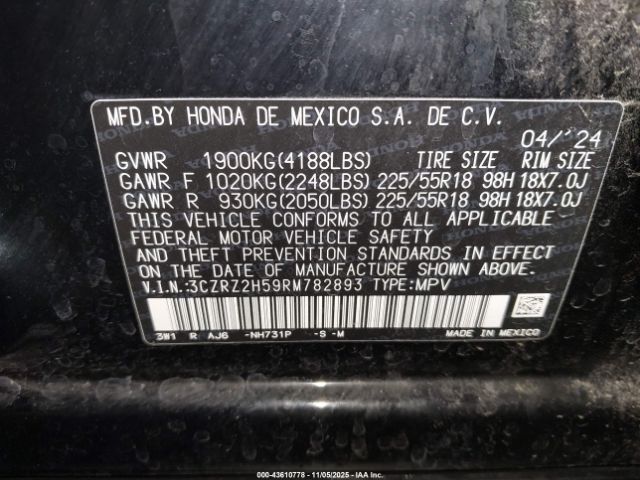 MFD.BY HONDA DE MEXICO S.A. DE C.V.
04/'24
GVWR 1900KG(4188LBS) TIRE SIZE RIM SIZE
GAWR F 1020KG(2248LBS) 225/55R18 98H 18X7.0J
GAWR R 930KG(2050LBS) 225/55R18 98H 18X7.0J
THIS VEHICLE CONFORMS TO ALL APPLICABLE
FEDERAL MOTOR VEHICLE SAFETY
AND THEFT PREVENTION STANDARDS IN EFFECT
ON THE DATE OF MANUFACTURE SHOWN ABOVE.
V.I.N.:3CZRZ2H59RM782893 TYPE:MPV
3W1 R AJ6 -NH731P -S-M MADE IN MEXICO
000-43610778 - 11/05/2025 - IAAI.COM